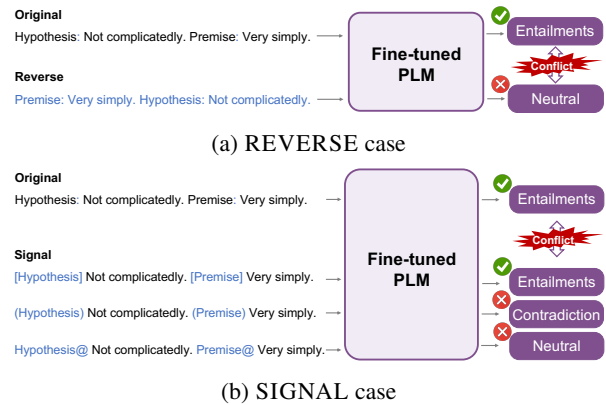 Original
Hypothesis: Not complicatedly. Premise: Very simply.
Fine-tuned
PLM
Entailments
Conflict
Reverse
Premise: Very simply. Hypothesis: Not complicatedly.
Neutral
(a) REVERSE case
Original
Hypothesis: Not complicatedly. Premise: Very simply.
Entailments
Conflict
Fine-tuned
PLM
Signal
[Hypothesis] Not complicatedly. [Premise] Very simply.
Entailments
(Hypothesis) Not complicatedly. (Premise) Very simply.
Contradiction
Hypothesis@ Not complicatedly. Premise@ Very simply.
Neutral
(b) SIGNAL case